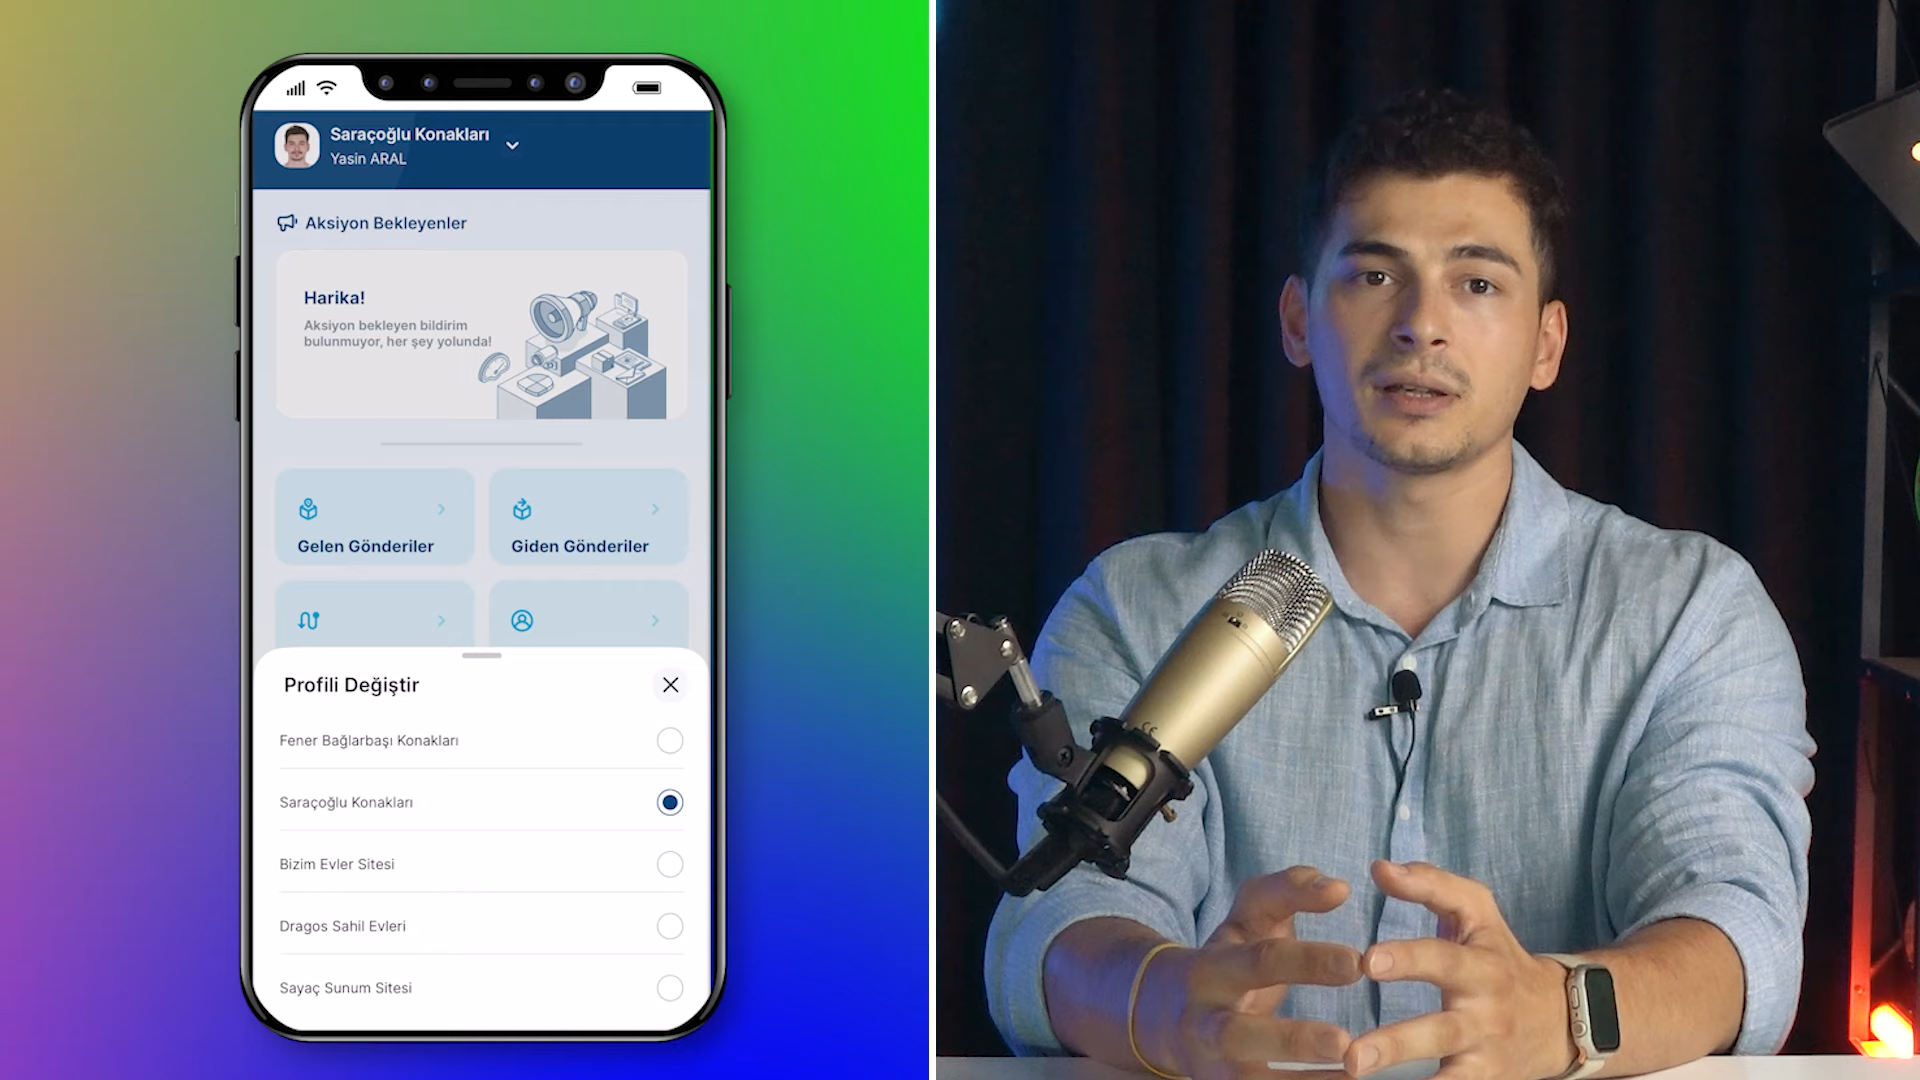 Saraçoğlu Konakları
Yasin ARAL
Aksiyon Bekleyenler
Harika!
Aksiyon bekleyen bildirim
bulunmuyor, her şey yolunda!
Gelen Gönderiler
Giden Gönderiler
Profili Değiştir
Fener Bağlarbaşı Konakları
Saraçoğlu Konakları
Bizim Evler Sitesi
Dragos Sahil Evleri
Sayaç Sunum Sitesi
CE